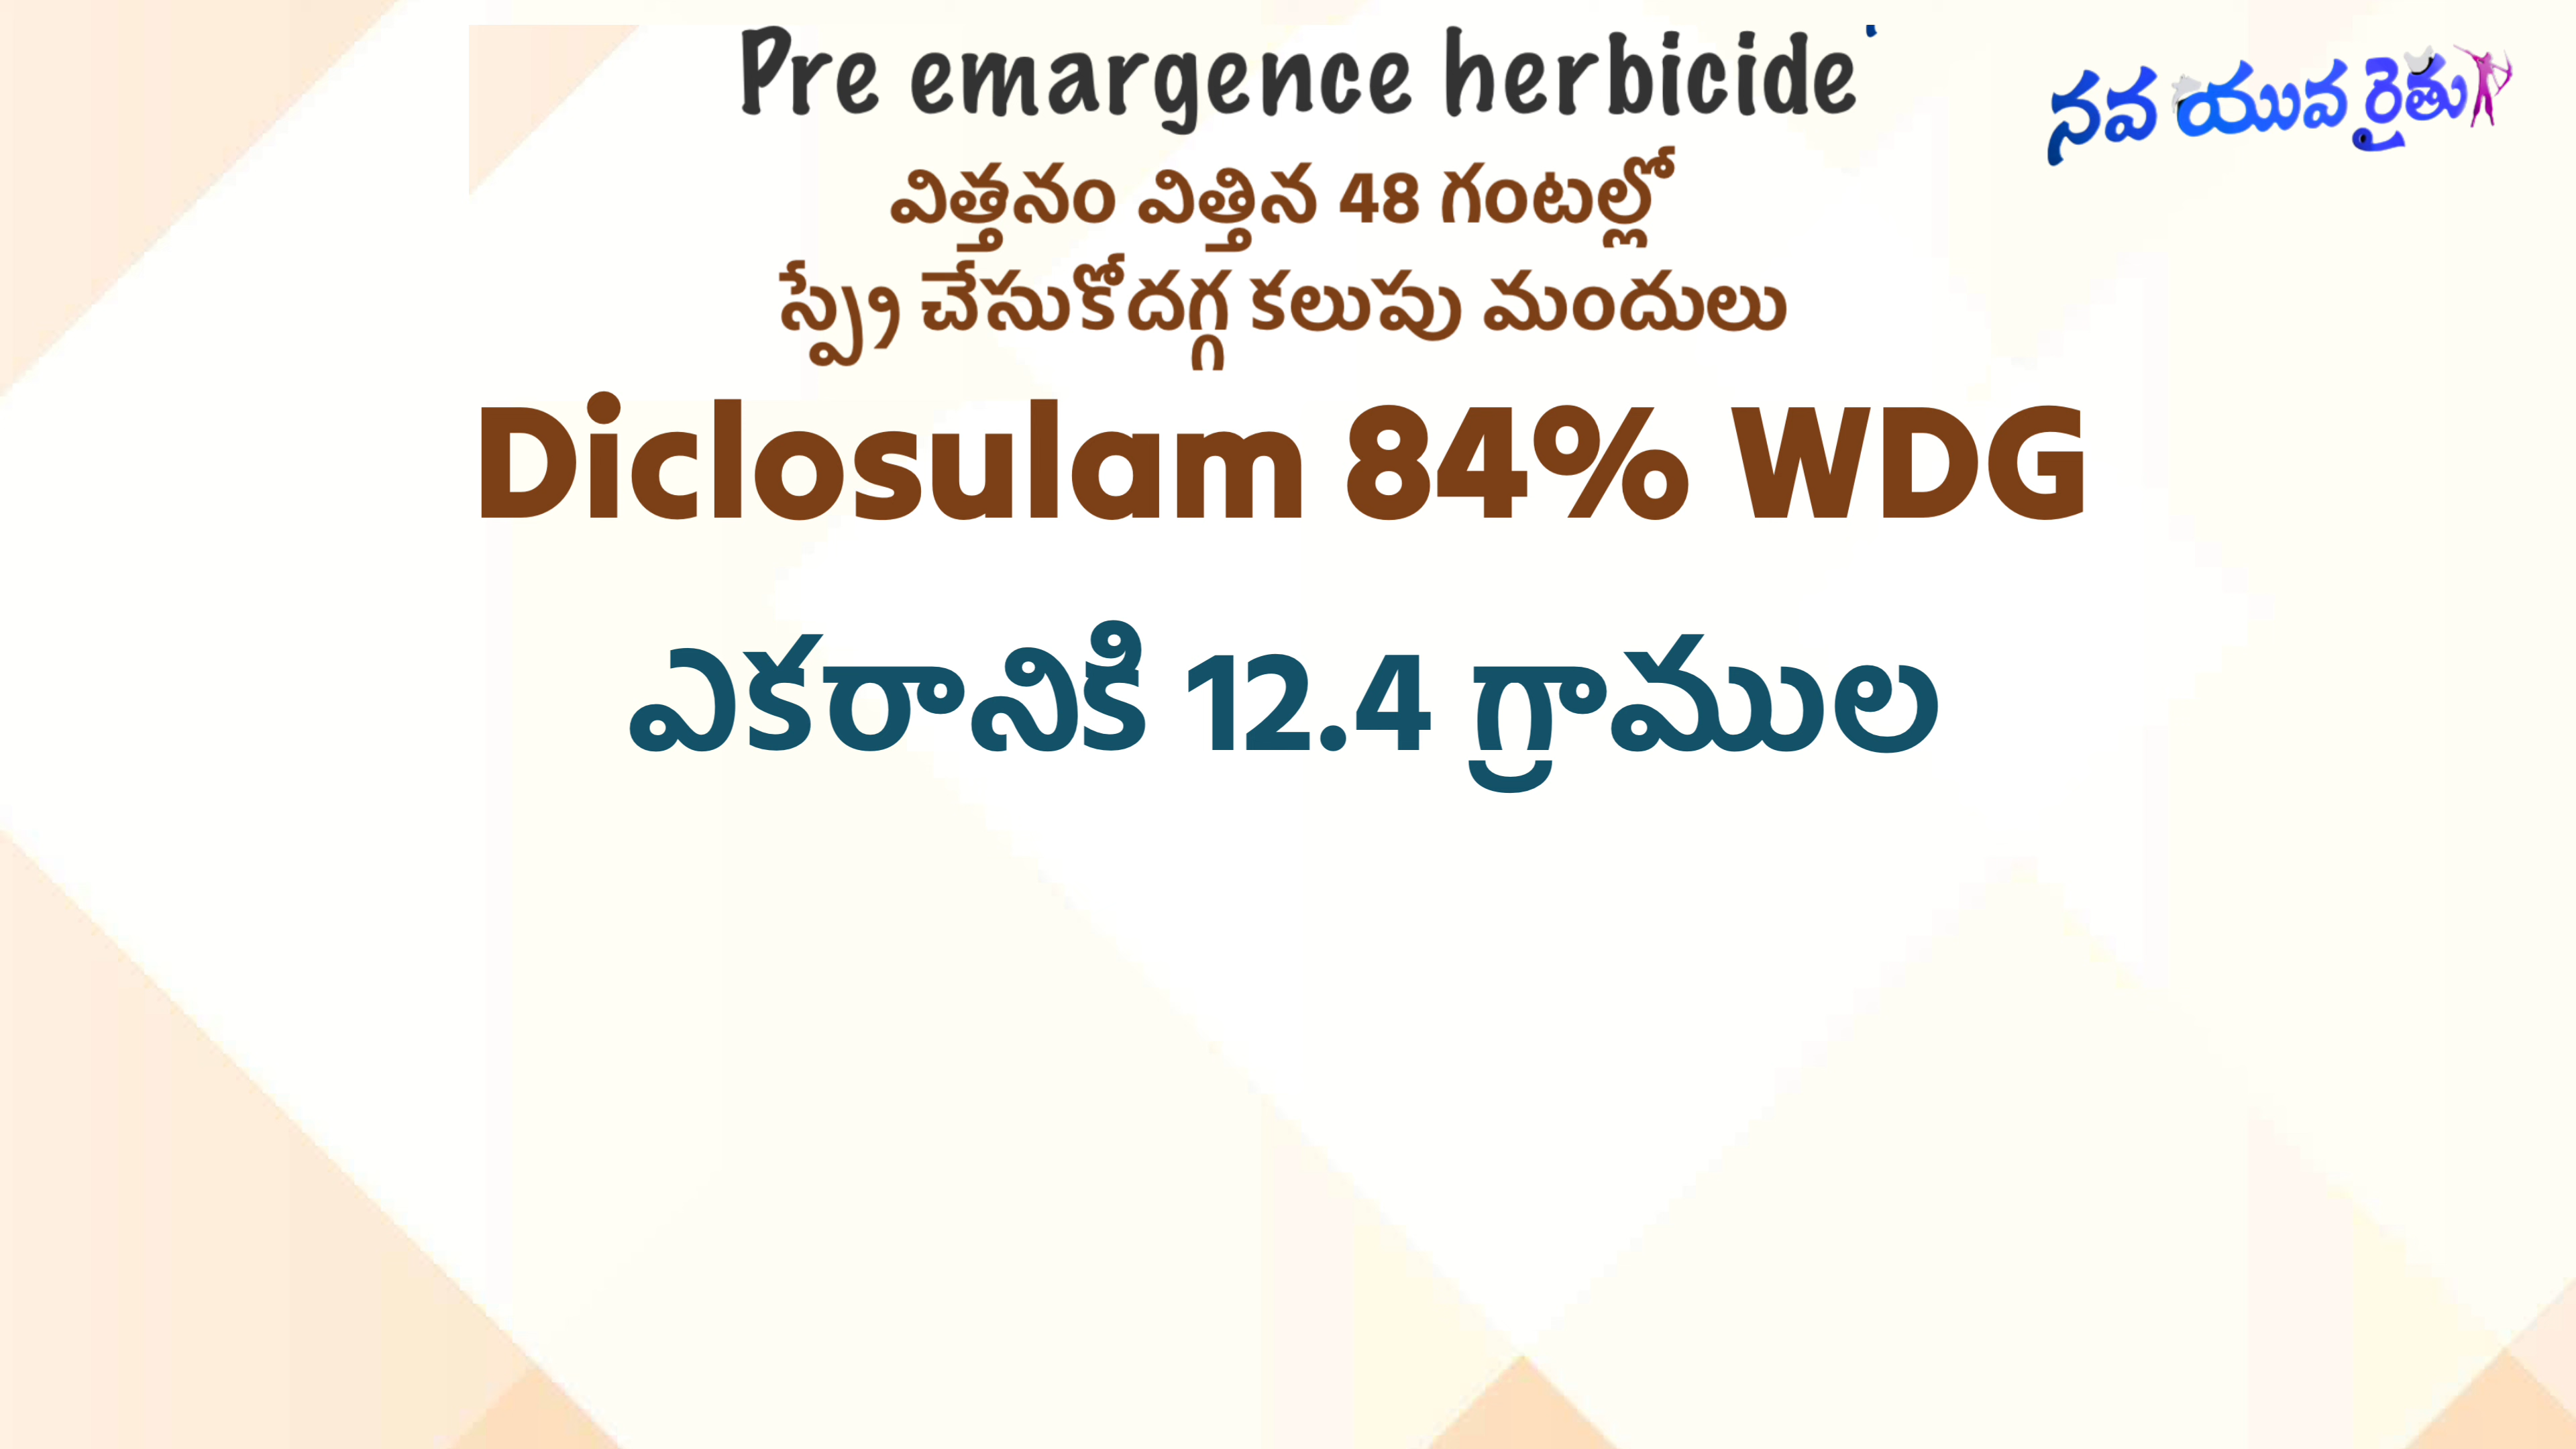 Pre emargence herbicide
నవ యువ రైతు
విత్తనం విత్తిన 48 గంటల్లో
స్ప్రే చేసుకోదగ్గ కలుపు మందులు
Diclosulam 84% WDG
ఎకరానికి 12.4 గ్రాముల